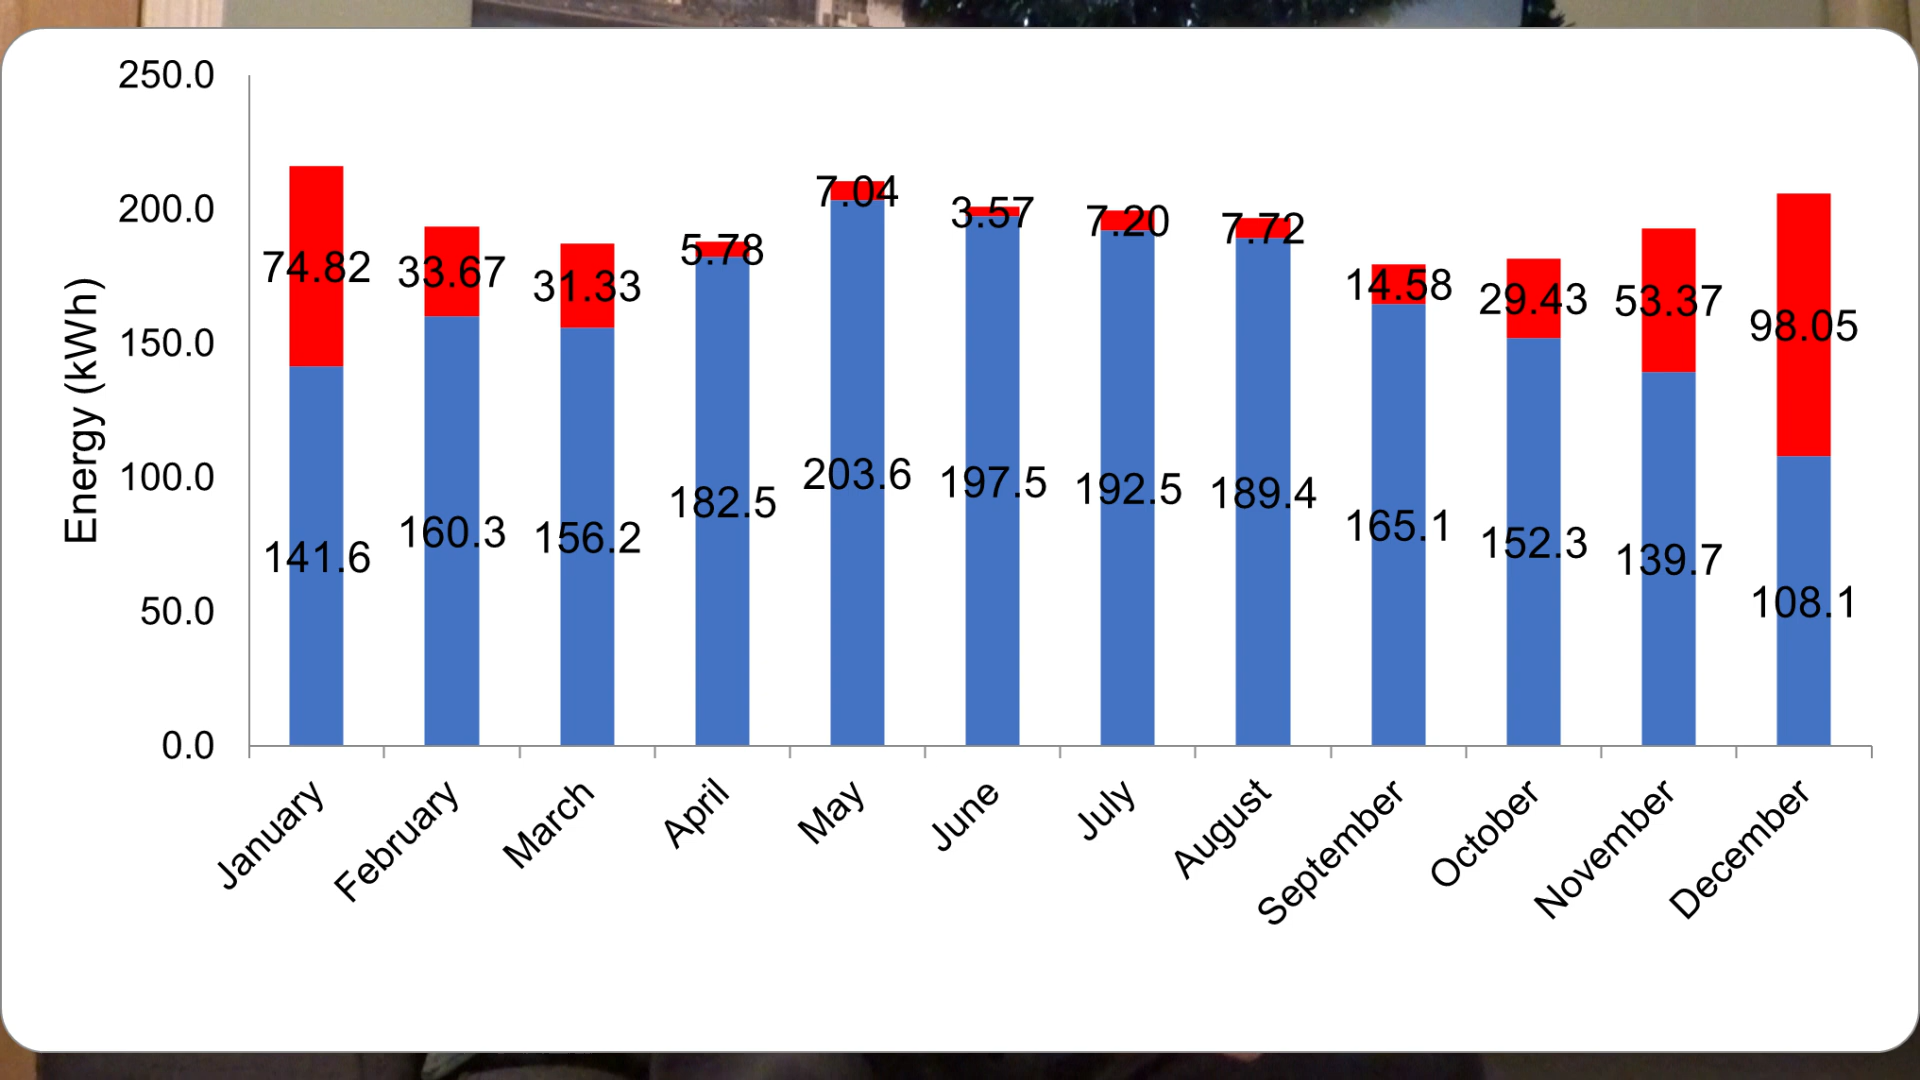 250.0
200.0
150.0
100.0
50.0
0.0
Energy (kWh)
74.82
33.67
31.33
5.78
7.04
3.57
7.20
7.72
14.58
29.43
53.37
98.05
141.6
160.3
156.2
182.5
203.6
197.5
192.5
189.4
165.1
152.3
139.7
108.1
January
February
March
April
May
June
July
August
September
October
November
December